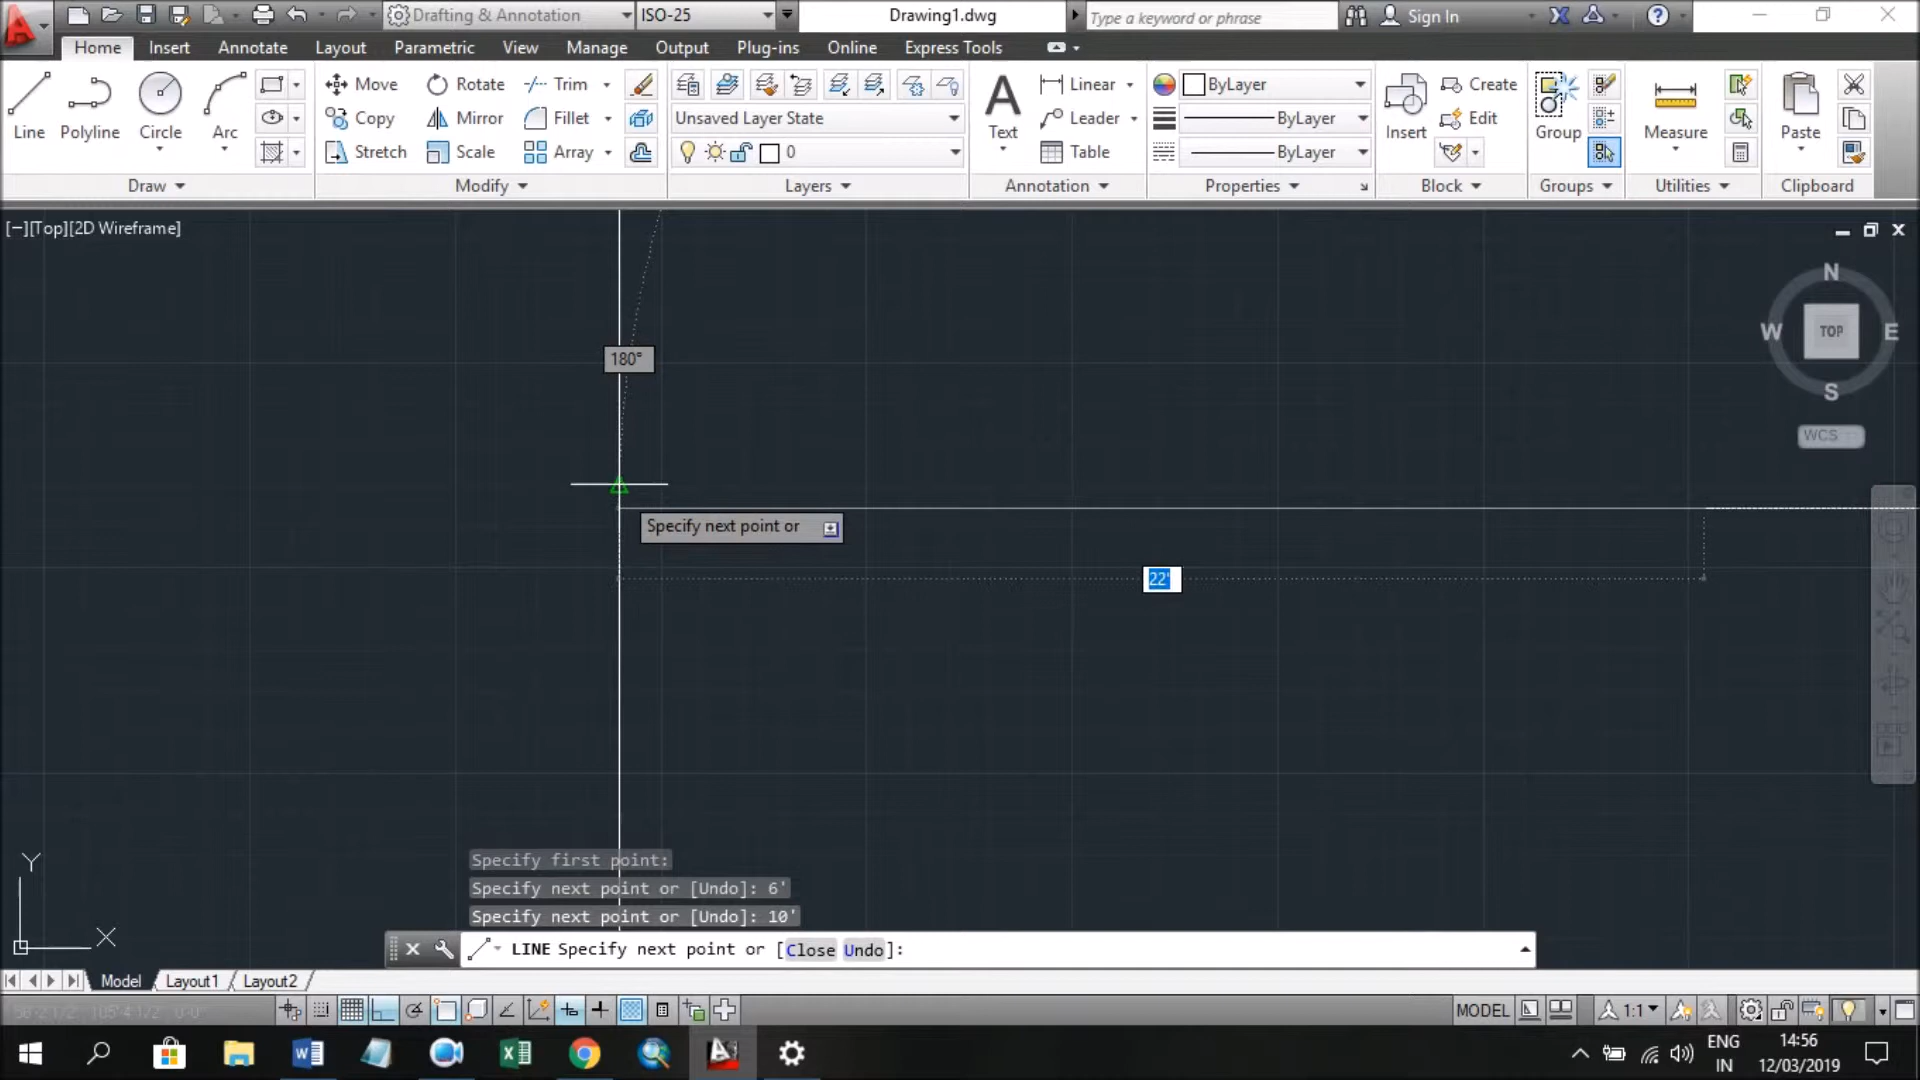 Drafting & Annotation
ISO-25
Drawing1.dwg
Type a keyword or phrase
Sign In
Home
Insert
Annotate
Layout
Parametric
View
Manage
Output
Plug-ins
Online
Express Tools
Line
Polyline
Circle
Arc
Draw
Move
Copy
Stretch
Rotate
Mirror
Scale
Trim
Fillet
Array
Modify
Unsaved Layer State
0
Layers
Text
Linear
Leader
Table
Annotation
ByLayer
ByLayer
ByLayer
Properties
Insert
Create
Edit
Block
Group
Groups
Measure
Utilities
Paste
Clipboard
[−][Top][2D Wireframe]
N
W
TOP
E
S
WCS
180°
Specify next point or
22'
Specify first point:
Specify next point or [Undo]: 6'
Specify next point or [Undo]: 10'
LINE Specify next point or [Close Undo]:
Y
X
Model
Layout1
Layout2
MODEL
1:1
ENG
IN
14:56
12/03/2019